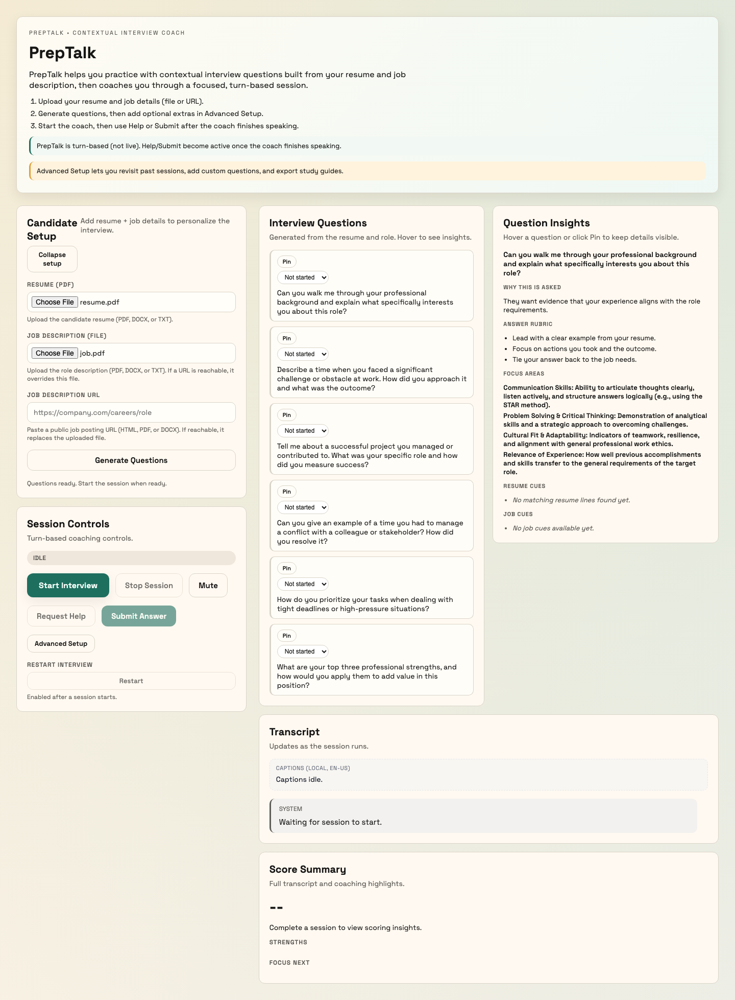 PREPTALK • CONTEXTUAL INTERVIEW COACH
PrepTalk
PrepTalk helps you practice with contextual interview questions built from your resume and job
description, then coaches you through a focused, turn-based session.
1. Upload your resume and job details (file or URL).
2. Generate questions, then add optional extras in Advanced Setup.
3. Start the coach, then use Help or Submit after the coach finishes speaking.
PrepTalk is turn-based (not live). Help/Submit become active once the coach finishes speaking.
Advanced Setup lets you revisit past sessions, add custom questions, and export study guides.
Candidate
Setup
Add resume + job details to personalize the
interview.
Collapse
setup
RESUME (PDF)
Choose File resume.pdf
Upload the candidate resume (PDF, DOCX, or TXT).
JOB DESCRIPTION (FILE)
Choose File job.pdf
Upload the role description (PDF, DOCX, or TXT). If a URL is reachable, it
overrides this file.
JOB DESCRIPTION URL
https://company.com/careers/role
Paste a public job posting URL (HTML, PDF, or DOCX). If reachable, it
replaces the uploaded file.
Generate Questions
Questions ready. Start the session when ready.
Session Controls
Turn-based coaching controls.
IDLE
Start Interview Stop Session Mute
Request Help Submit Answer
Advanced Setup
RESTART INTERVIEW
Restart
Enabled after a session starts.
Interview Questions
Generated from the resume and role. Hover to see insights.
Pin
Not started
Can you walk me through your professional
background and explain what specifically interests
you about this role?
Pin
Not started
Describe a time when you faced a significant
challenge or obstacle at work. How did you approach it
and what was the outcome?
Pin
Not started
Tell me about a successful project you managed or
contributed to. What was your specific role and how
did you measure success?
Pin
Not started
Can you give an example of a time you had to manage
a conflict with a colleague or stakeholder? How did
you resolve it?
Pin
Not started
How do you prioritize your tasks when dealing with
tight deadlines or high-pressure situations?
Pin
Not started
What are your top three professional strengths, and
how would you apply them to add value in this
position?
Question Insights
Hover a question or click Pin to keep details visible.
Can you walk me through your professional background
and explain what specifically interests you about this
role?
WHY THIS IS ASKED
They want evidence that your experience aligns with the role
requirements.
ANSWER RUBRIC
• Lead with a clear example from your resume.
• Focus on actions you took and the outcome.
• Tie your answer back to the job needs.
FOCUS AREAS
Communication Skills: Ability to articulate thoughts clearly,
listen actively, and structure answers logically (e.g., using the
STAR method).
Problem Solving & Critical Thinking: Demonstration of analytical
skills and a strategic approach to overcoming challenges.
Cultural Fit & Adaptability: Indicators of teamwork, resilience,
and alignment with general professional work ethics.
Relevance of Experience: How well previous accomplishments
and skills transfer to the general requirements of the target
role.
RESUME CUES
• No matching resume lines found yet.
JOB CUES
• No job cues available yet.
Transcript
Updates as the session runs.
CAPTIONS (LOCAL, EN-US)
Captions idle.
SYSTEM
Waiting for session to start.
Score Summary
Full transcript and coaching highlights.
--
Complete a session to view scoring insights.
STRENGTHS
FOCUS NEXT